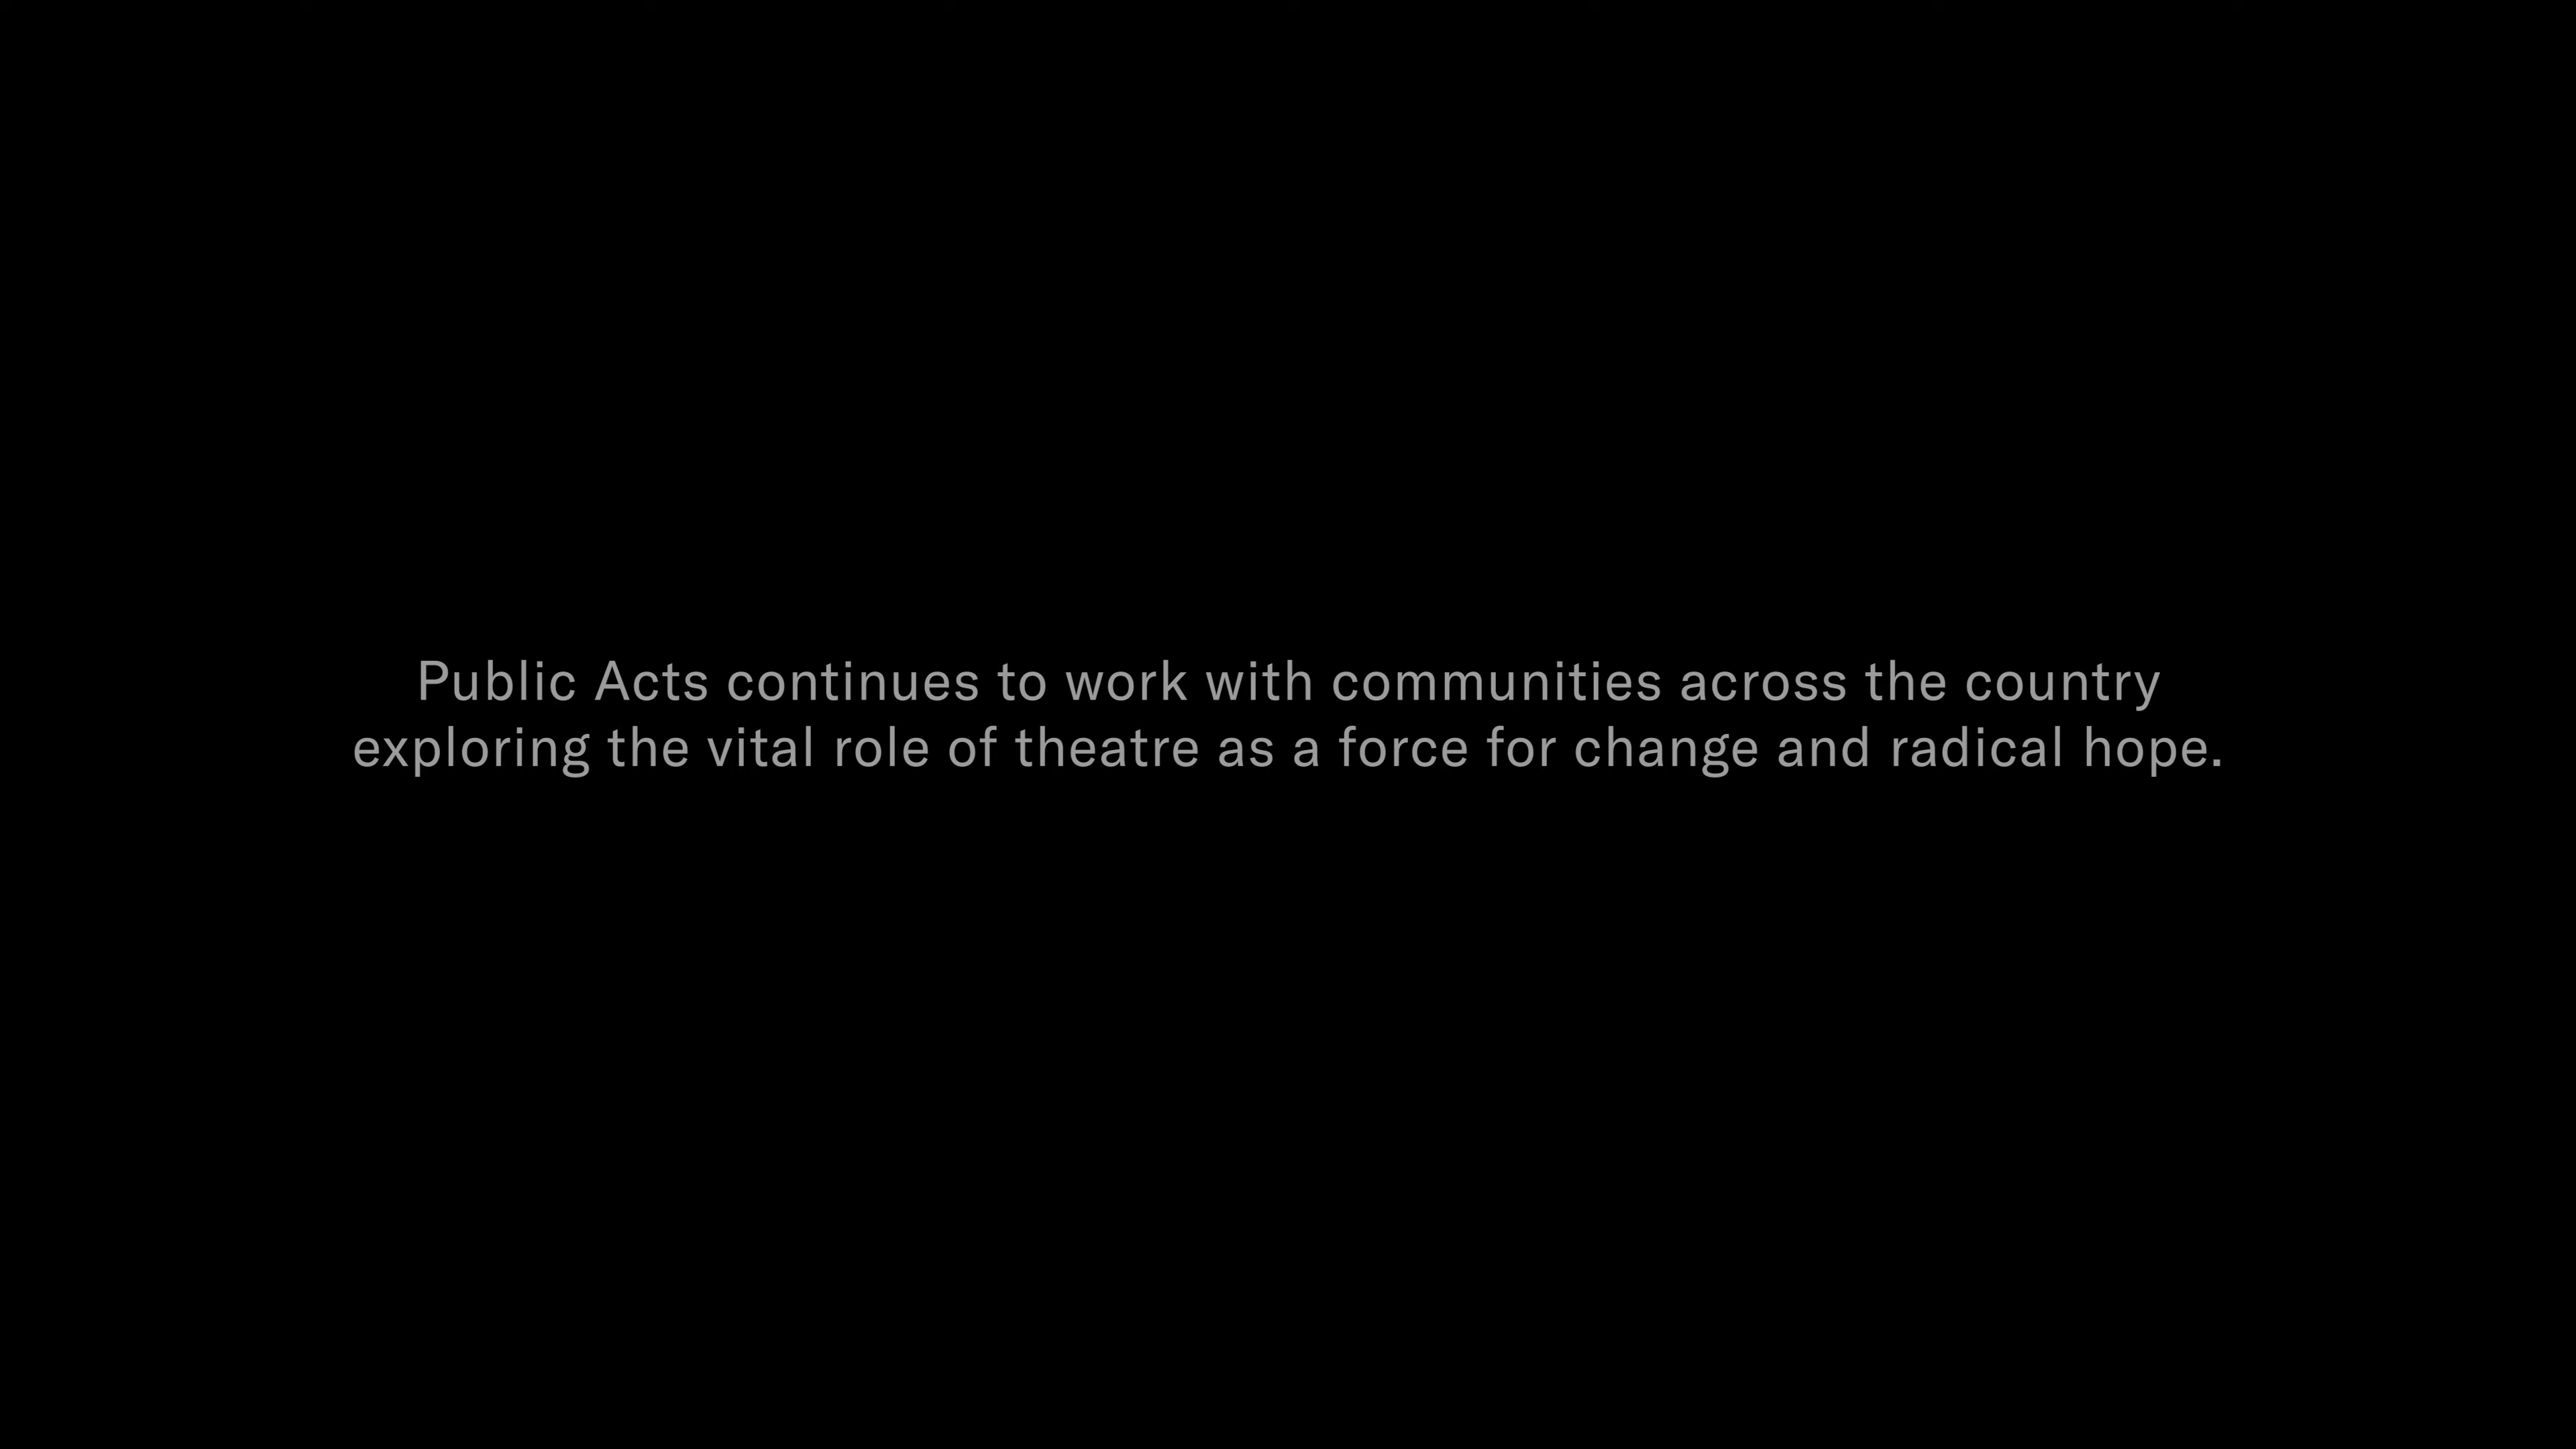 Public Acts continues to work with communities across the country
exploring the vital role of theatre as a force for change and radical hope.